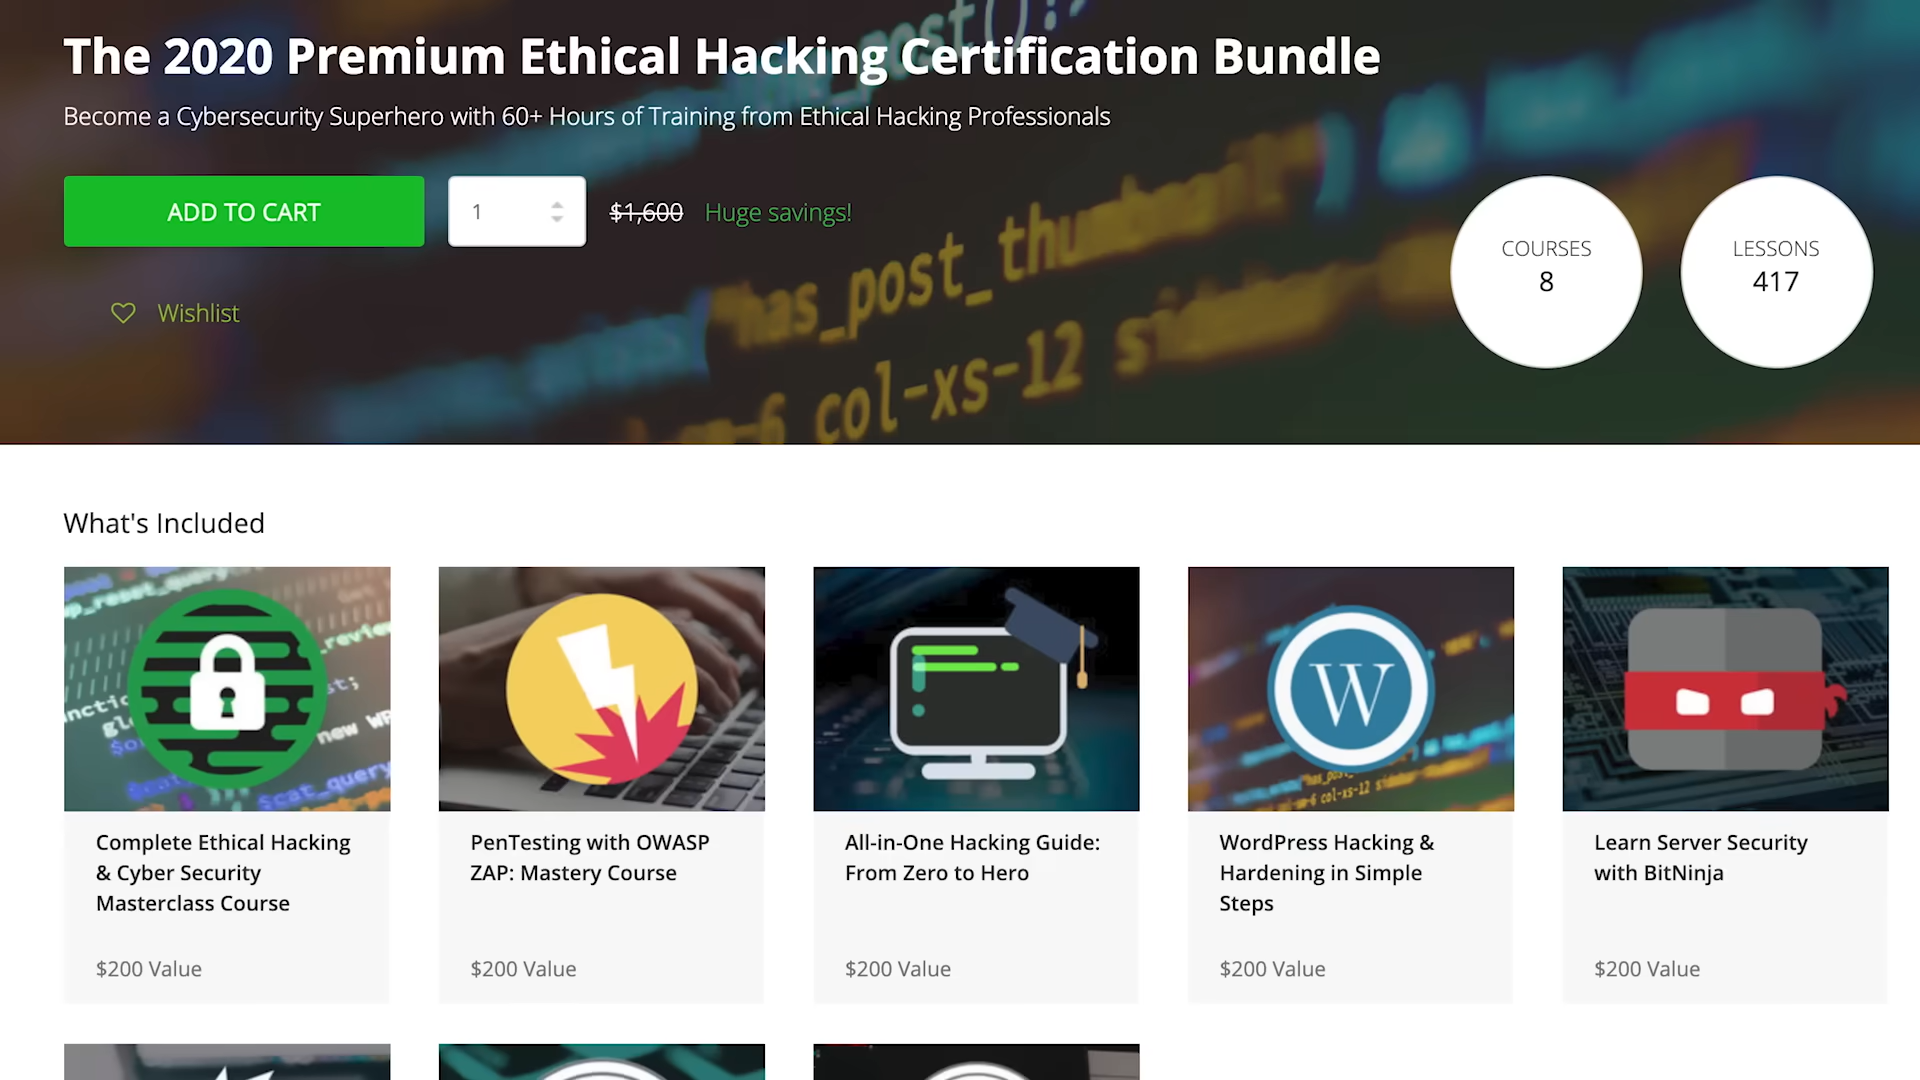 The 2020 Premium Ethical Hacking Certification Bundle
Become a Cybersecurity Superhero with 60+ Hours of Training from Ethical Hacking Professionals
ADD TO CART
1
$1,600
Huge savings!
Wishlist
COURSES
8
LESSONS
417
"has_post_thumbnail
col-xs-12
What's Included
Complete Ethical Hacking
& Cyber Security
Masterclass Course
$200 Value
PenTesting with OWASP
ZAP: Mastery Course
$200 Value
All-in-One Hacking Guide:
From Zero to Hero
$200 Value
W
WordPress Hacking &
Hardening in Simple
Steps
$200 Value
Learn Server Security
with BitNinja
$200 Value